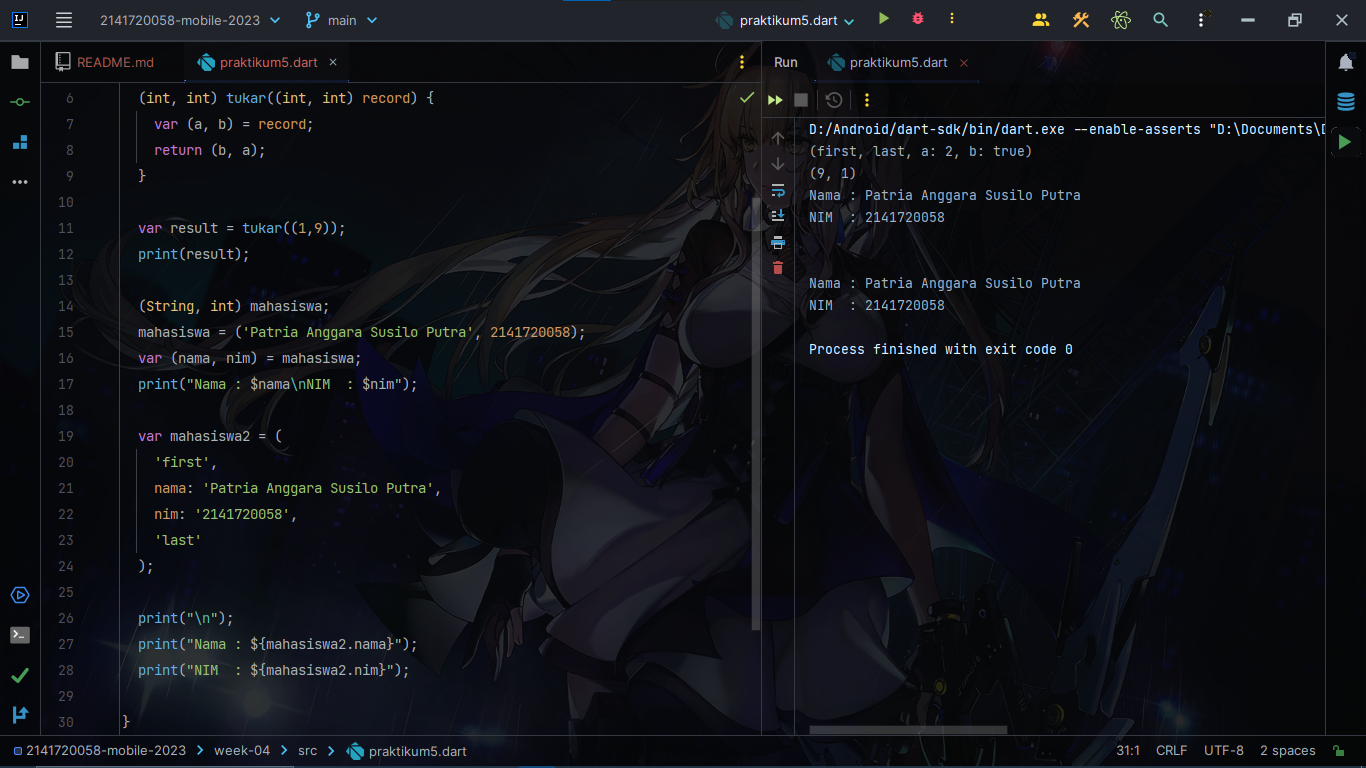 2141720058-mobile-2023
main
praktikum5.dart
README.md
praktikum5.dart
6 (int, int) tukar((int, int) record) {
7 var (a, b) = record;
8 return (b, a);
9 }
10
11 var result = tukar((1,9));
12 print(result);
13
14 (String, int) mahasiswa;
15 mahasiswa = ('Patria Anggara Susilo Putra', 2141720058);
16 var (nama, nim) = mahasiswa;
17 print("Nama : $nama\nNIM  : $nim");
18
19 var mahasiswa2 = (
20 'first',
21 nama: 'Patria Anggara Susilo Putra',
22 nim: '2141720058',
23 'last'
24 );
25
26 print("\n");
27 print("Nama : ${mahasiswa2.nama}");
28 print("NIM  : ${mahasiswa2.nim}");
29
30 }
Run
praktikum5.dart
D:/Android/dart-sdk/bin/dart.exe --enable-asserts "D:\Documents\D
(first, last, a: 2, b: true)
(9, 1)
Nama : Patria Anggara Susilo Putra
NIM  : 2141720058
Nama : Patria Anggara Susilo Putra
NIM  : 2141720058
Process finished with exit code 0
2141720058-mobile-2023 > week-04 > src > praktikum5.dart
31:1 CRLF UTF-8 2 spaces